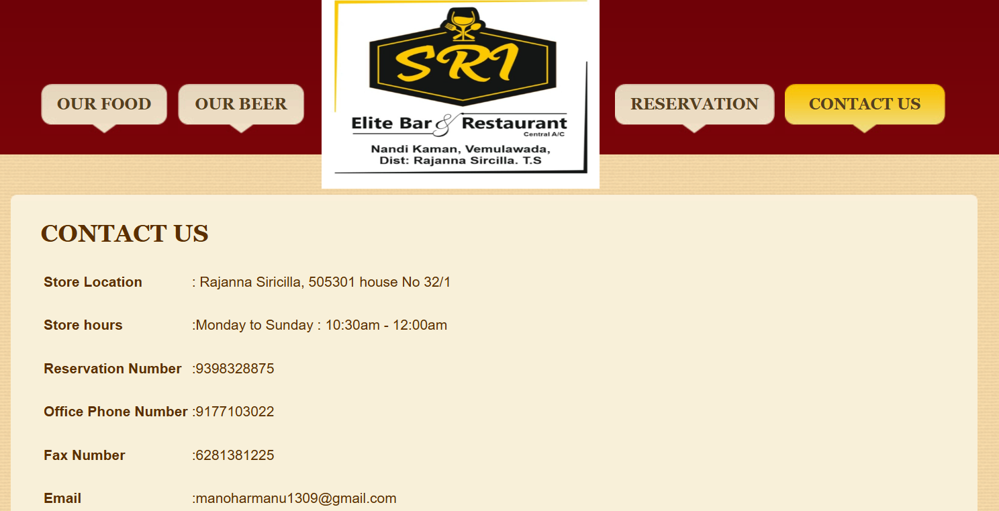 OUR FOOD
OUR BEER
SRI
Elite Bar & Restaurant
Central A/C
Nandi Kaman, Vemulawada,
Dist: Rajanna Sircilla. T.S
RESERVATION
CONTACT US
CONTACT US
Store Location : Rajanna Siricilla, 505301 house No 32/1
Store hours :Monday to Sunday : 10:30am - 12:00am
Reservation Number :9398328875
Office Phone Number :9177103022
Fax Number :6281381225
Email :manoharmanu1309@gmail.com